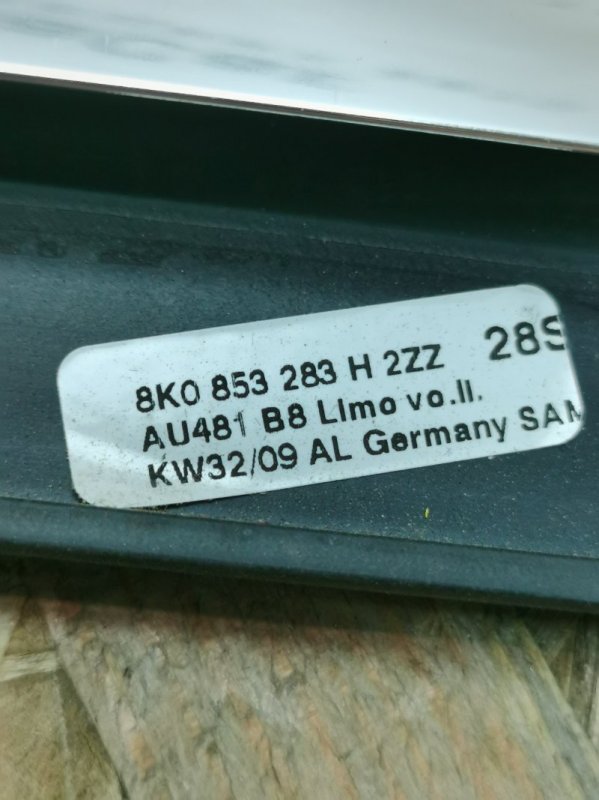 8K0 853 283 H 2ZZ 28S
AU481 B8 Limo vo.li.
KW32/09 AL Germany SAM